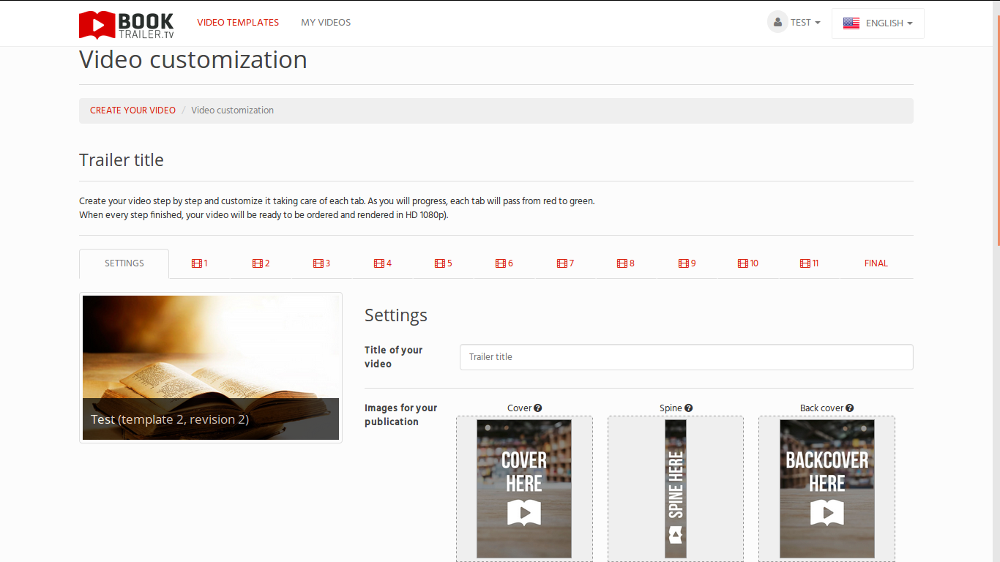 BOOK
TRAILER.TV
VIDEO TEMPLATES
MY VIDEOS
TEST
ENGLISH
Video customization
CREATE YOUR VIDEO / Video customization
Trailer title
Create your video step by step and customize it taking care of each tab. As you will progress, each tab will pass from red to green.
When every step finished, your video will be ready to be ordered and rendered in HD 1080p).
SETTINGS 1 2 3 4 5 6 7 8 9 10 11 FINAL
Test (template 2, revision 2)
Settings
Title of your
video
Trailer title
Images for your
publication
Cover ?
Spine ?
Back cover ?
COVER
HERE
SPINE HERE
BACKCOVER
HERE